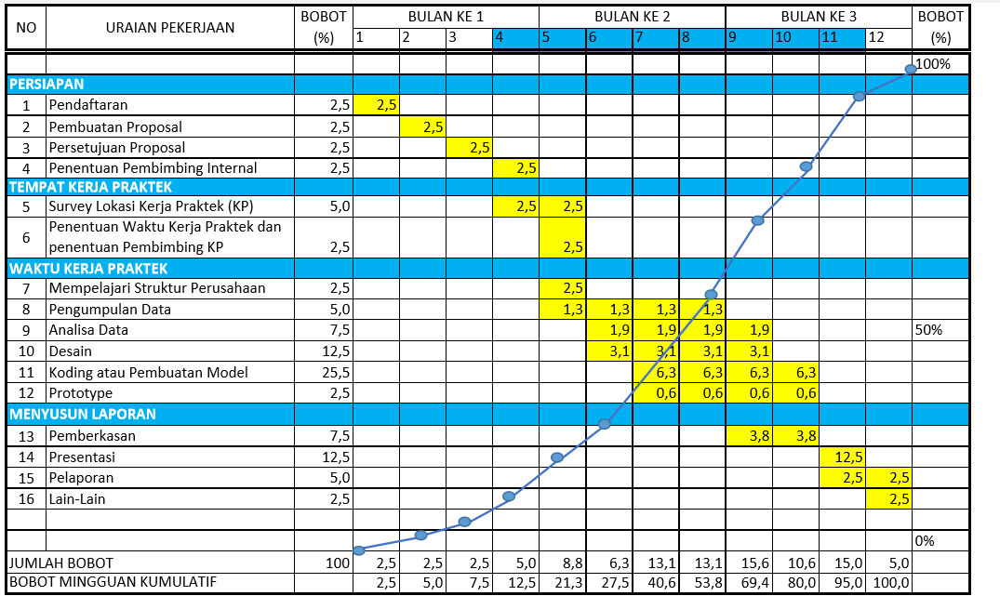 NO URAIAN PEKERJAAN BOBOT (%) BULAN KE 1 BULAN KE 2 BULAN KE 3 BOBOT (%)
1 2 3 4 5 6 7 8 9 10 11 12
100%
PERSIAPAN
1 Pendaftaran 2,5 2,5
2 Pembuatan Proposal 2,5 2,5
3 Persetujuan Proposal 2,5 2,5
4 Penentuan Pembimbing Internal 2,5 2,5
TEMPAT KERJA PRAKTEK
5 Survey Lokasi Kerja Praktek (KP) 5,0 2,5 2,5
6 Penentuan Waktu Kerja Praktek dan
penentuan Pembimbing KP 2,5 2,5
WAKTU KERJA PRAKTEK
7 Mempelajari Struktur Perusahaan 2,5 2,5
8 Pengumpulan Data 5,0 1,3 1,3 1,3 1,3
9 Analisa Data 7,5 1,9 1,9 1,9 1,9 50%
10 Desain 12,5 3,1 3,1 3,1 3,1
11 Koding atau Pembuatan Model 25,5 6,3 6,3 6,3 6,3
12 Prototype 2,5 0,6 0,6 0,6 0,6
MENYUSUN LAPORAN
13 Pemberkasan 7,5 3,8 3,8
14 Presentasi 12,5 12,5
15 Pelaporan 5,0 2,5 2,5
16 Lain-Lain 2,5 2,5
0%
JUMLAH BOBOT 100 2,5 2,5 2,5 5,0 8,8 6,3 13,1 13,1 15,6 10,6 15,0 5,0
BOBOT MINGGUAN KUMULATIF 2,5 5,0 7,5 12,5 21,3 27,5 40,6 53,8 69,4 80,0 95,0 100,0